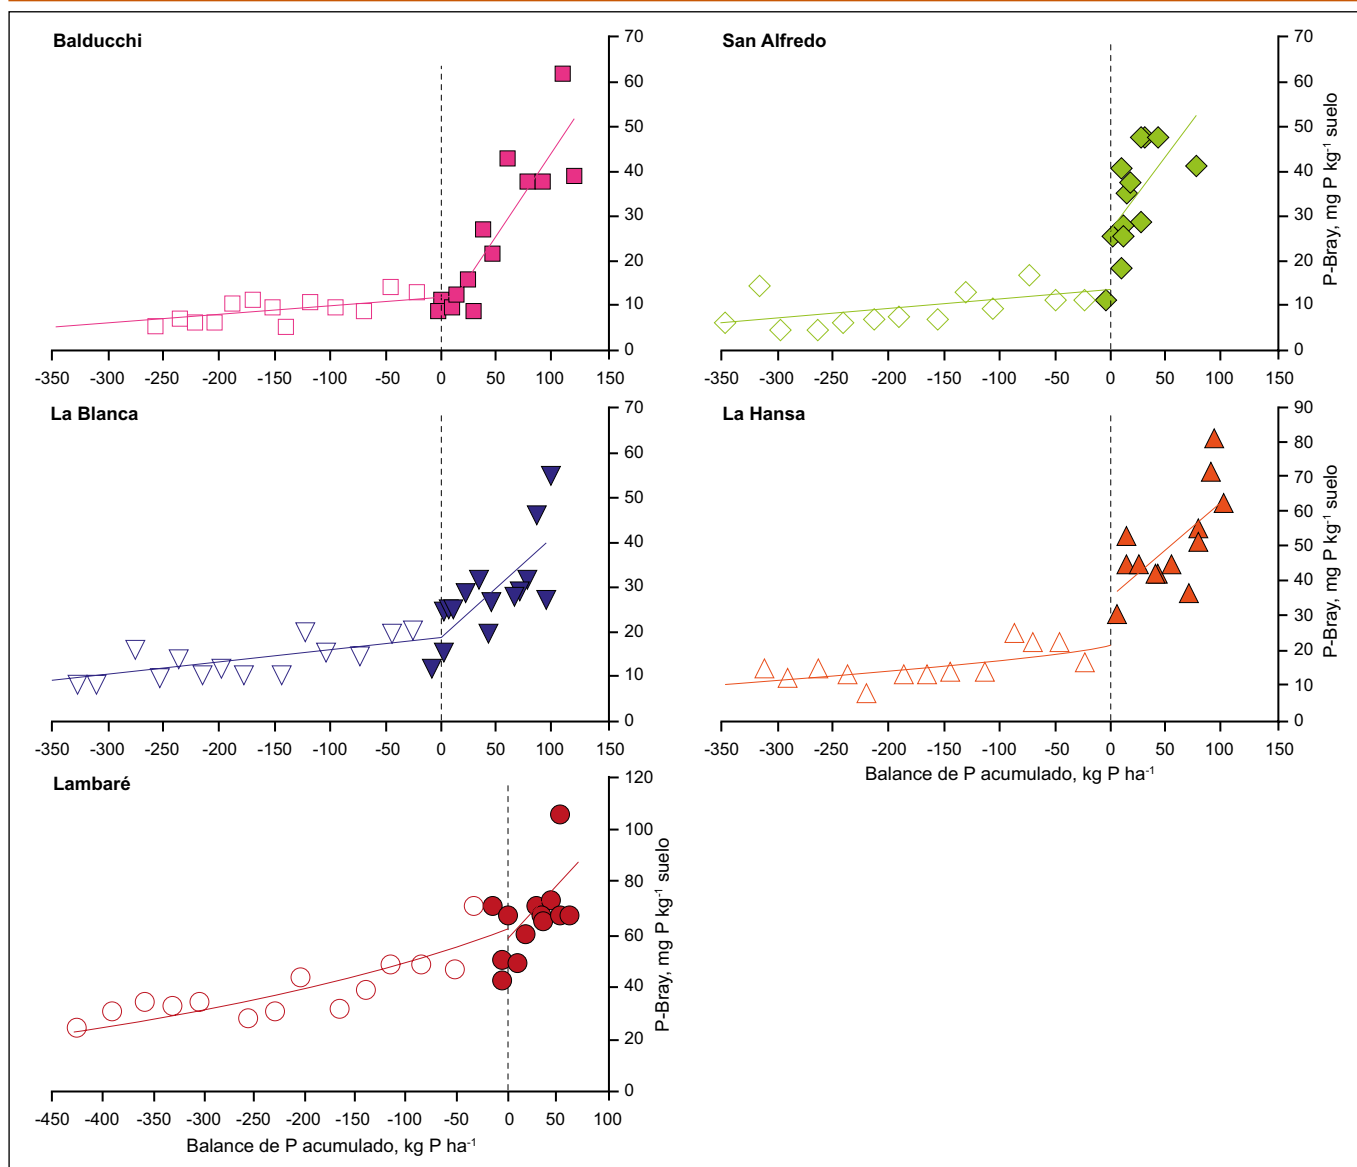 Balducchi
70
60
50
40
30
20
10
0
-350 -300 -250 -200 -150 -100 -50 0 50 100 150
San Alfredo
70
60
50
40
30
20
10
0
P-Bray, mg P kg⁻¹ suelo
-350 -300 -250 -200 -150 -100 -50 0 50 100 150
La Blanca
70
60
50
40
30
20
10
0
-350 -300 -250 -200 -150 -100 -50 0 50 100 150
La Hansa
90
80
70
60
50
40
30
20
10
0
P-Bray, mg P kg⁻¹ suelo
-350 -300 -250 -200 -150 -100 -50 0 50 100 150
Balance de P acumulado, kg P ha⁻¹
Lambaré
120
100
80
60
40
20
0
P-Bray, mg P kg⁻¹ suelo
-450 -400 -350 -300 -250 -200 -150 -100 -50 0 50 100
Balance de P acumulado, kg P ha⁻¹